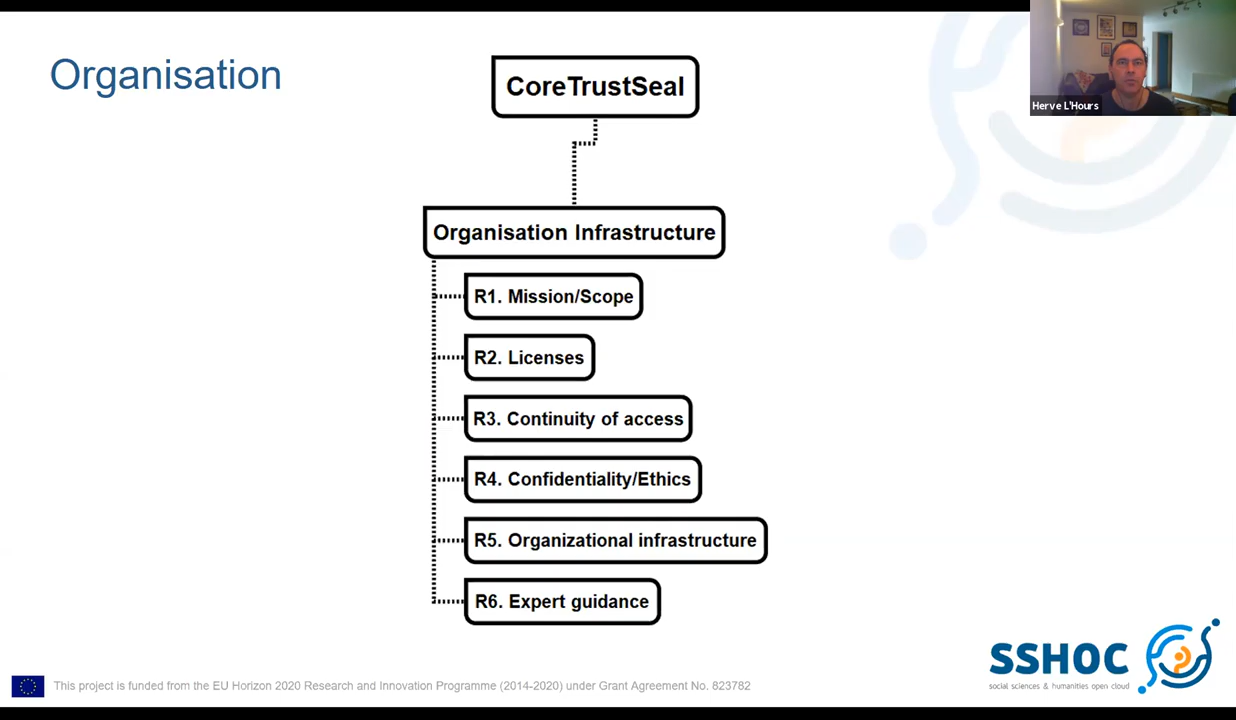 Organisation
CoreTrustSeal
Herve L'Hours
Organisation Infrastructure
R1. Mission/Scope
R2. Licenses
R3. Continuity of access
R4. Confidentiality/Ethics
R5. Organizational infrastructure
R6. Expert guidance
SSHOC
social sciences & humanities open cloud
This project is funded from the EU Horizon 2020 Research and Innovation Programme (2014-2020) under Grant Agreement No. 823782